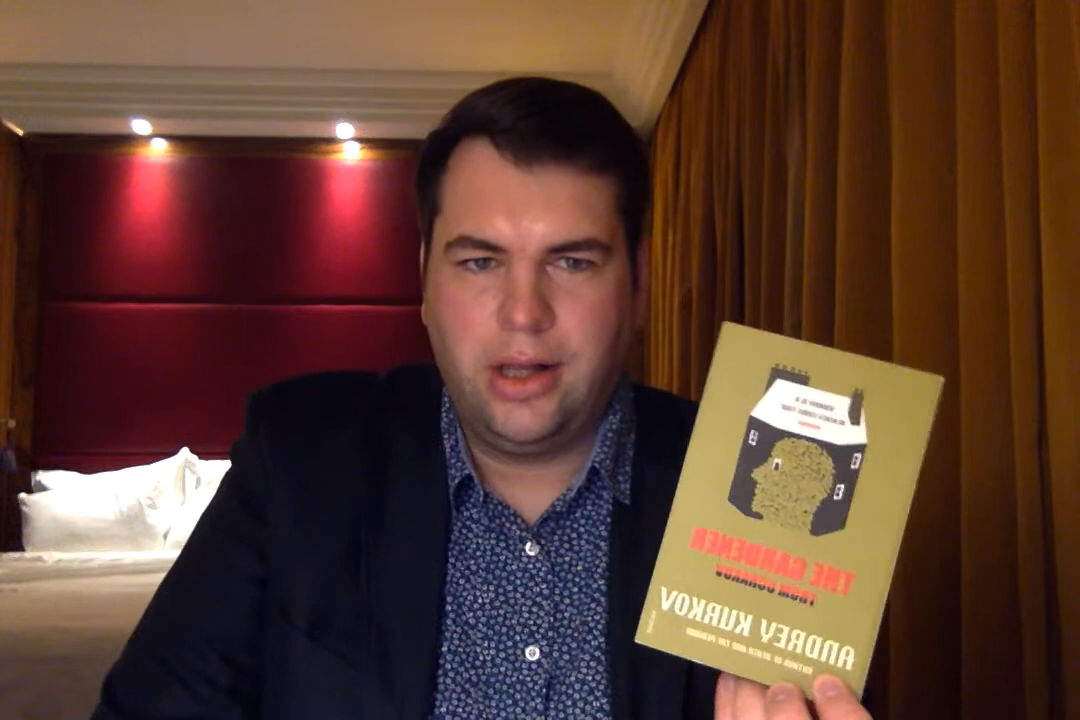 THE GARDENER
FROM OCHAKOV
ANDREY KURKOV
AUTHOR OF DEATH AND THE PENGUIN